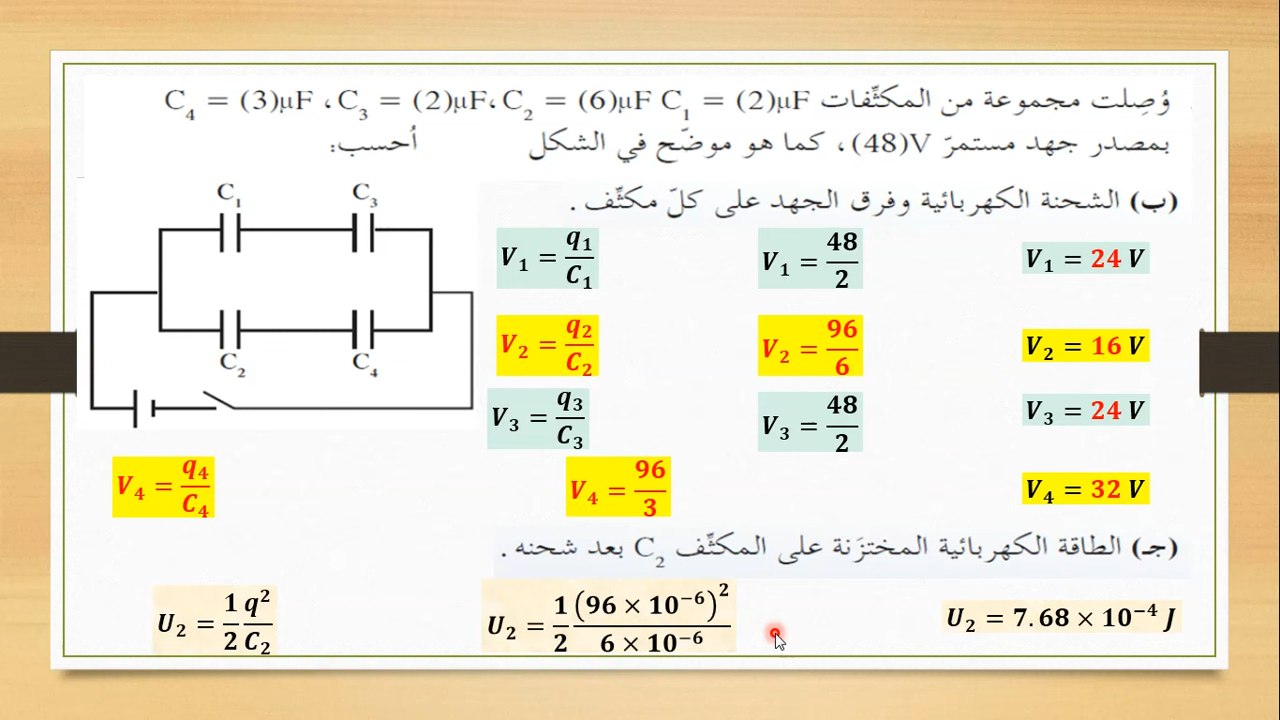 وُصِلت مجموعة من المكثّفات C₁ = (2)μF C₂ = (6)μF، C₃ = (2)μF، C₄ = (3)μF
بمصدر جهد مستمرّ (48)V، كما هو موضّح في الشكل أُحسب:
(ب) الشحنة الكهربائية وفرق الجهد على كلّ مكثّف.
C₁ C₃
C₂ C₄
V₁ = q₁/C₁ V₁ = 48/2 V₁ = 24 V
V₂ = q₂/C₂ V₂ = 96/6 V₂ = 16 V
V₃ = q₃/C₃ V₃ = 48/2 V₃ = 24 V
V₄ = q₄/C₄ V₄ = 96/3 V₄ = 32 V
(جـ) الطاقة الكهربائية المختزَنة على المكثّف C₂ بعد شحنه.
U₂ = 1/2 q²/C₂ U₂ = 1/2 (96 × 10⁻⁶)²/6 × 10⁻⁶ U₂ = 7.68 × 10⁻⁴ J